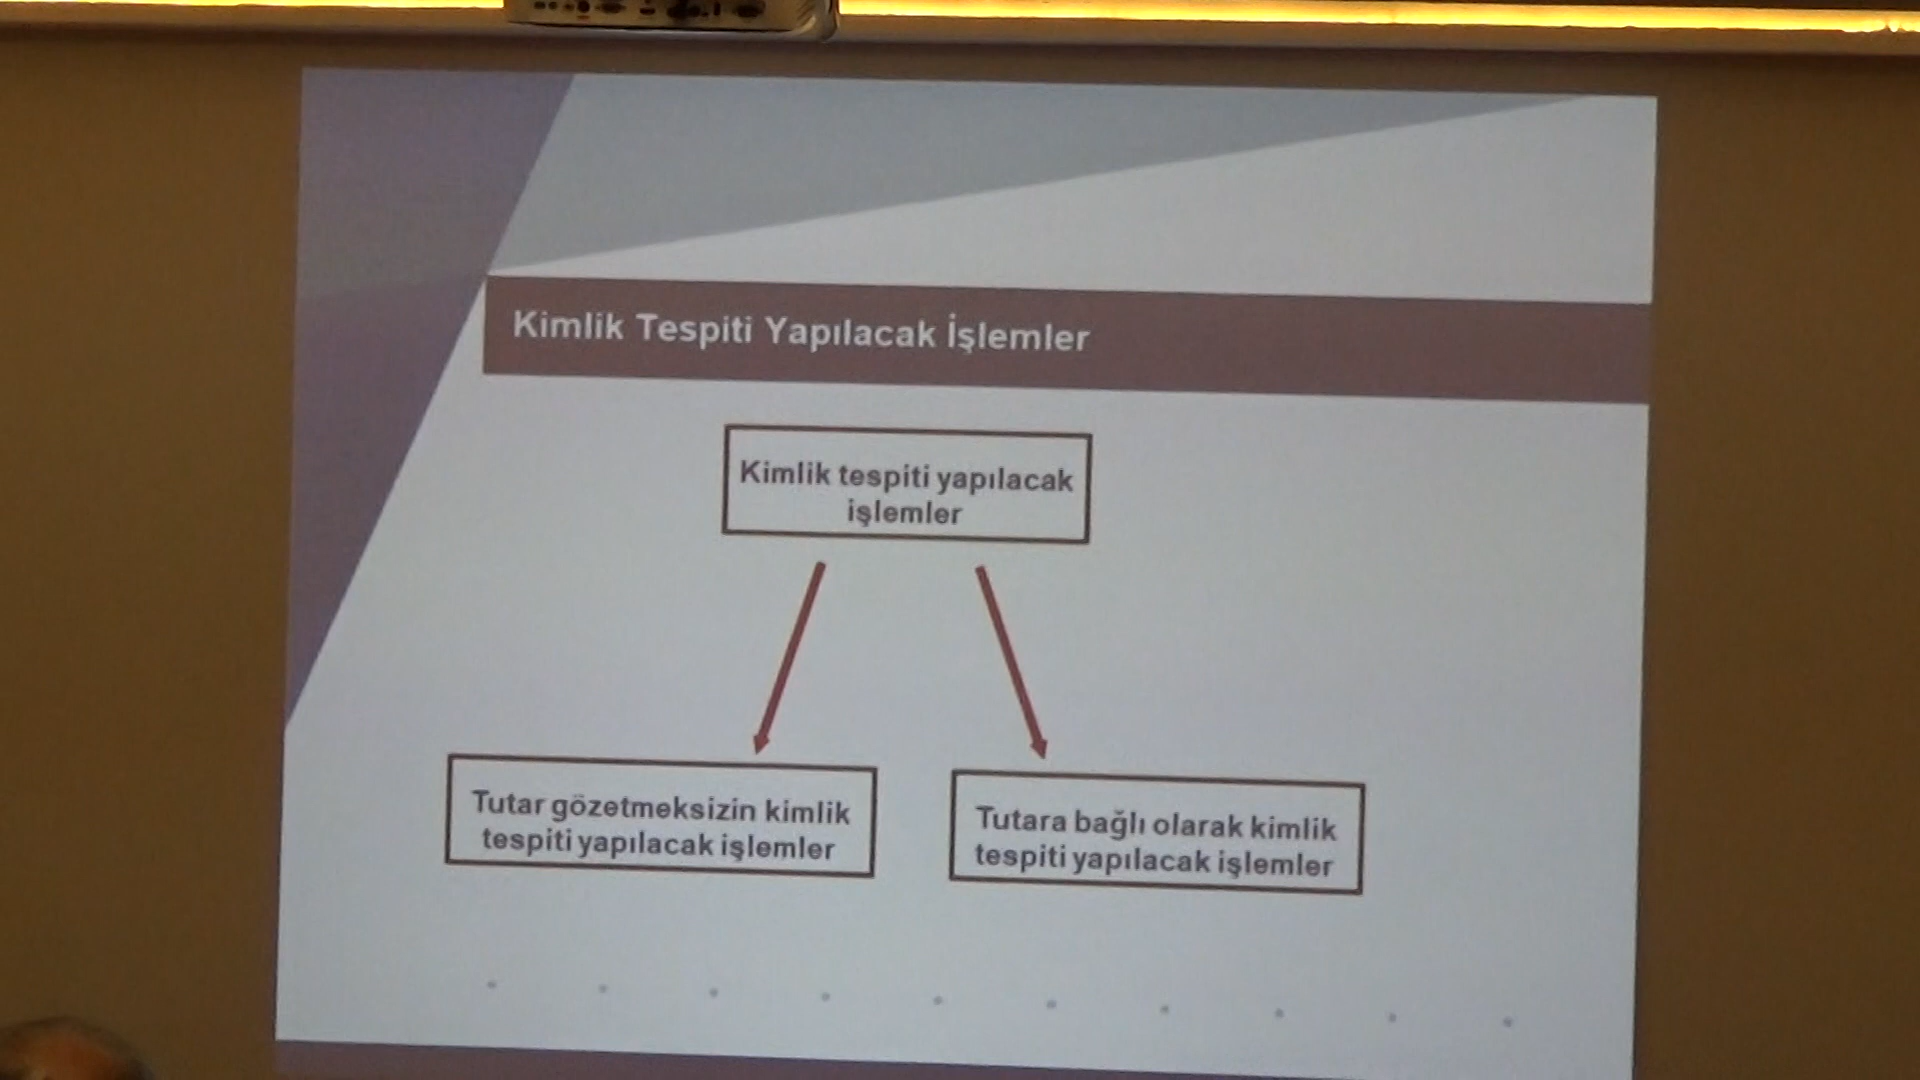 Kimlik Tespiti Yapılacak İşlemler
Kimlik tespiti yapılacak
işlemler
Tutar gözetmeksizin kimlik
tespiti yapılacak işlemler
Tutara bağlı olarak kimlik
tespiti yapılacak işlemler